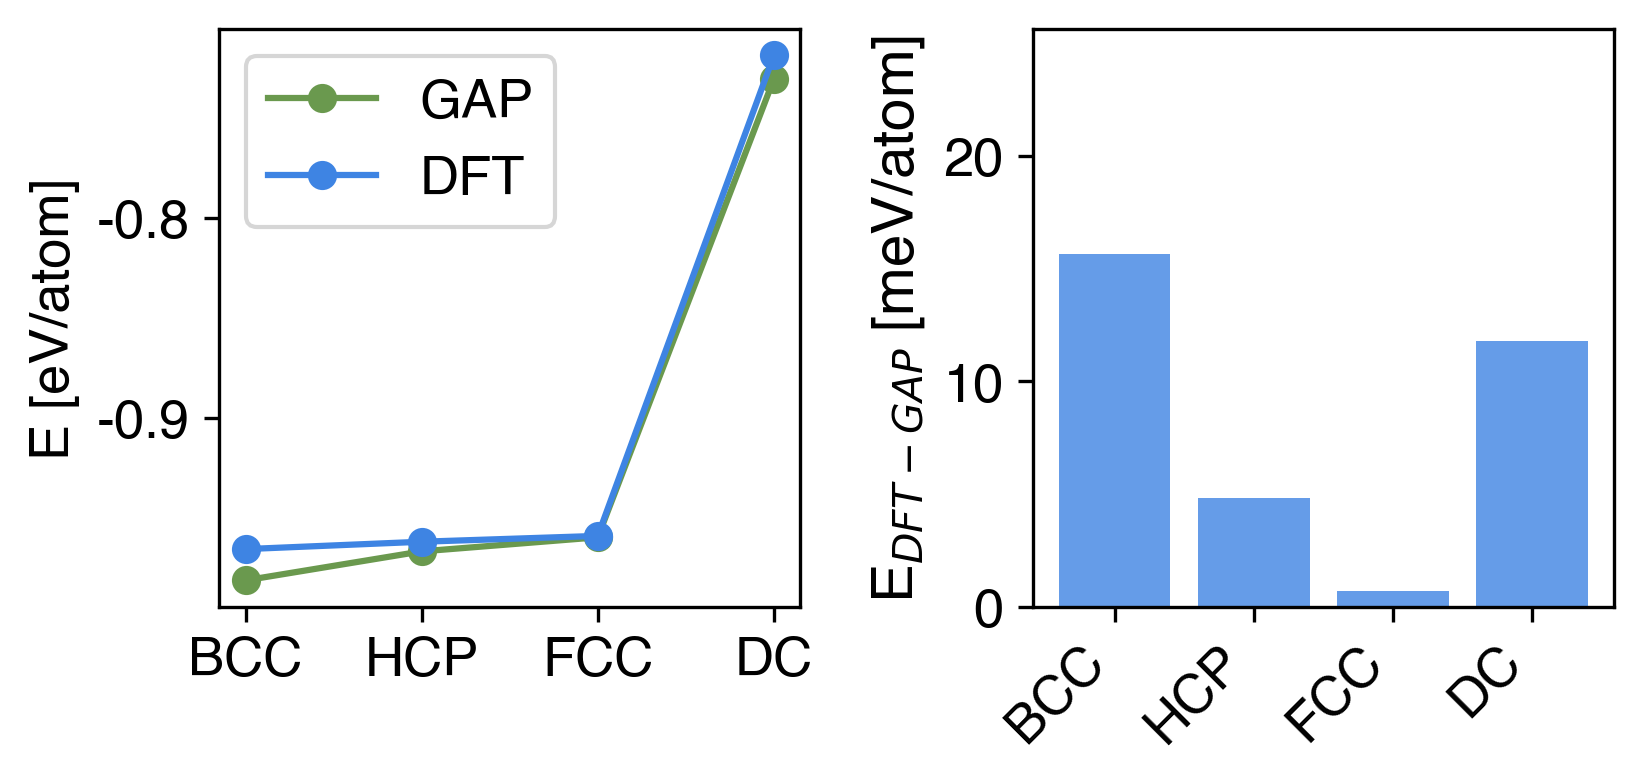 E [eV/atom]
-0.8
-0.9
GAP
DFT
BCC HCP FCC DC
E_DFT − GAP [meV/atom]
20
10
0
BCC HCP FCC DC